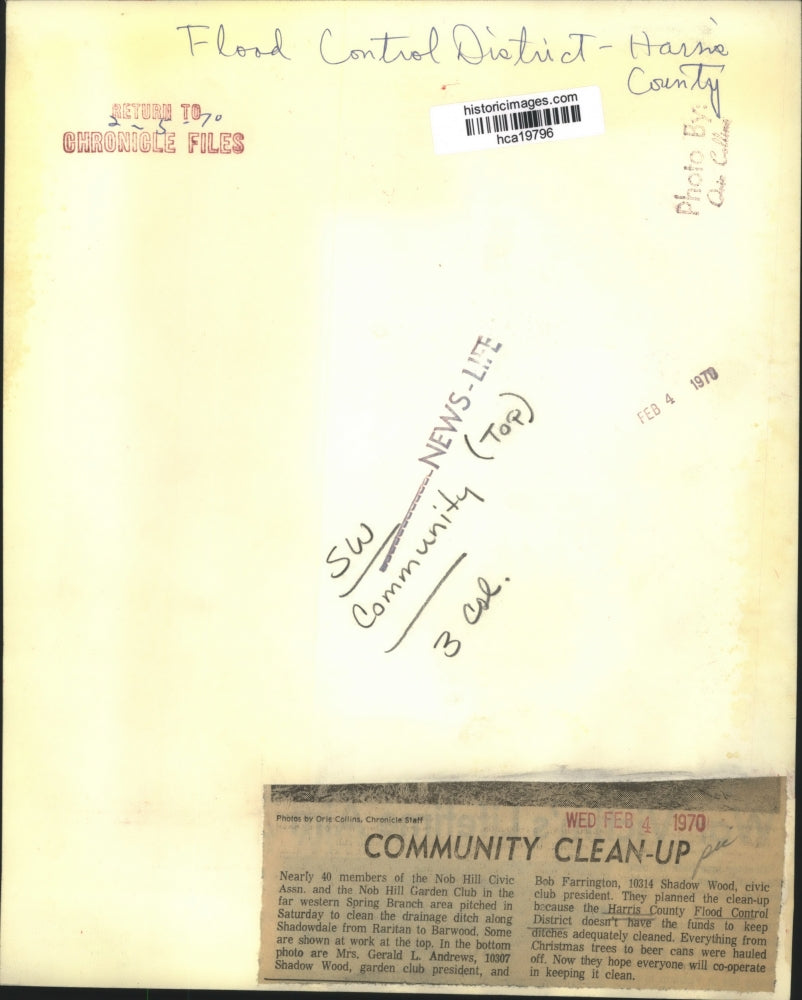 Flood Control District - Harris
County
RETURN TO
2-5-70
CHRONICLE FILES
historicimages.com
hca19796
Photo By:
Orie Collins
FEB 4 1970
NEWS-LIFE
SW
Community (Top)
3 col.
Photos by Orie Collins, Chronicle Staff
WED FEB 4 1970
COMMUNITY CLEAN-UP
pic
Nearly 40 members of the Nob Hill Civic
Assn. and the Nob Hill Garden Club in the
far western Spring Branch area pitched in
Saturday to clean the drainage ditch along
Shadowdale from Raritan to Barwood. Some
are shown at work at the top. In the bottom
photo are Mrs. Gerald L. Andrews, 10307
Shadow Wood, garden club president, and
Bob Farrington, 10314 Shadow Wood, civic
club president. They planned the clean-up
because the Harris County Flood Control
District doesn't have the funds to keep
ditches adequately cleaned. Everything from
Christmas trees to beer cans were hauled
off. Now they hope everyone will co-operate
in keeping it clean.